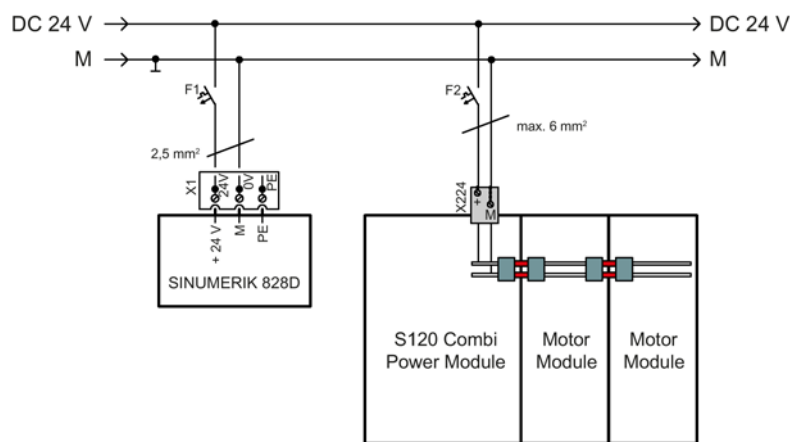 DC 24 V
DC 24 V
M
M
F1
F2
2,5 mm²
max. 6 mm²
X1
24V
0V
PE
X224
+
M
+ 24 V
M
PE
SINUMERIK 828D
S120 Combi
Power Module
Motor
Module
Motor
Module